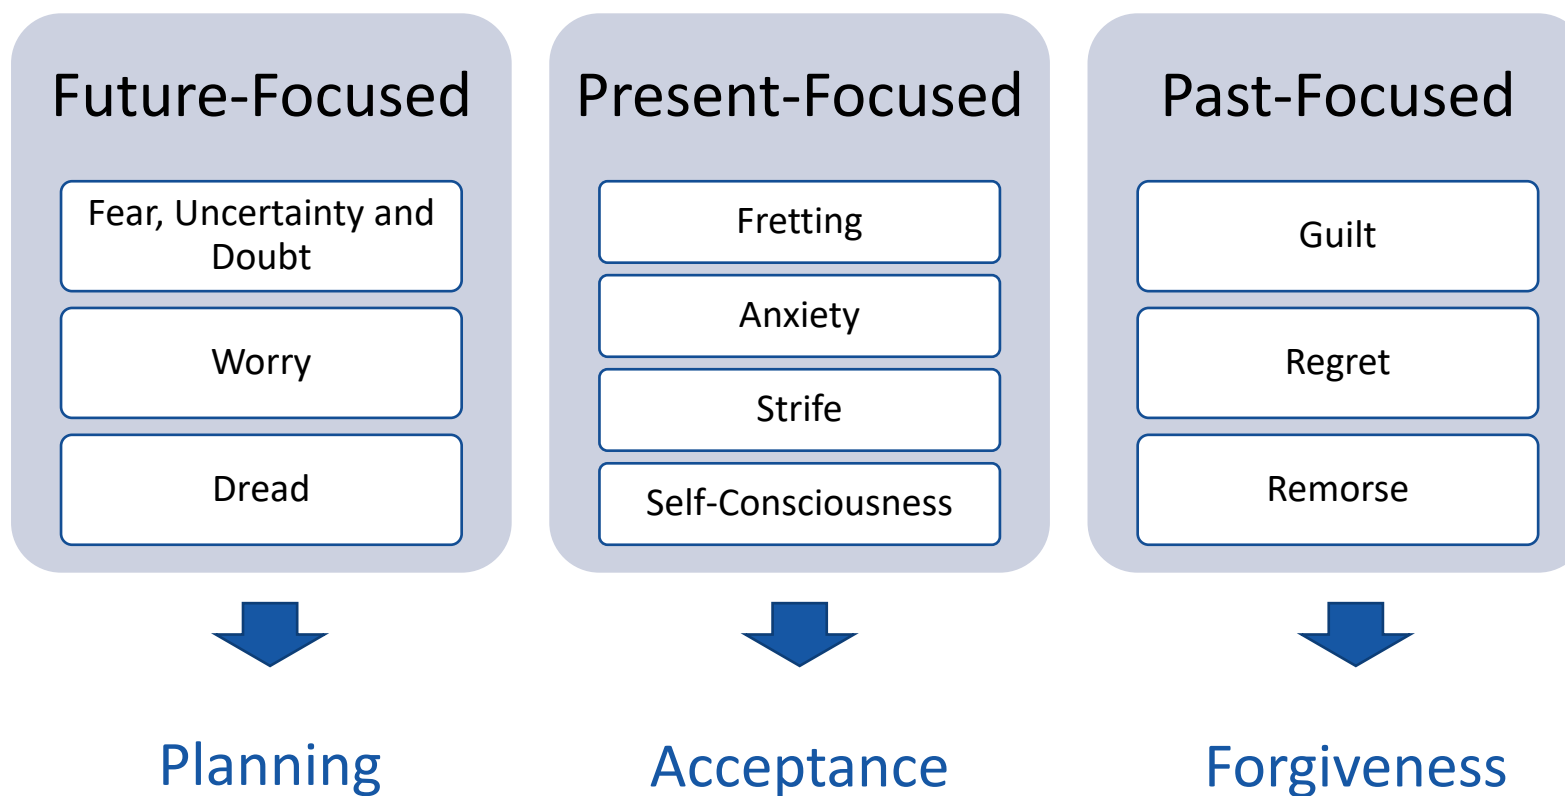 Future-Focused
Fear, Uncertainty and
Doubt
Worry
Dread
Planning
Present-Focused
Fretting
Anxiety
Strife
Self-Consciousness
Acceptance
Past-Focused
Guilt
Regret
Remorse
Forgiveness